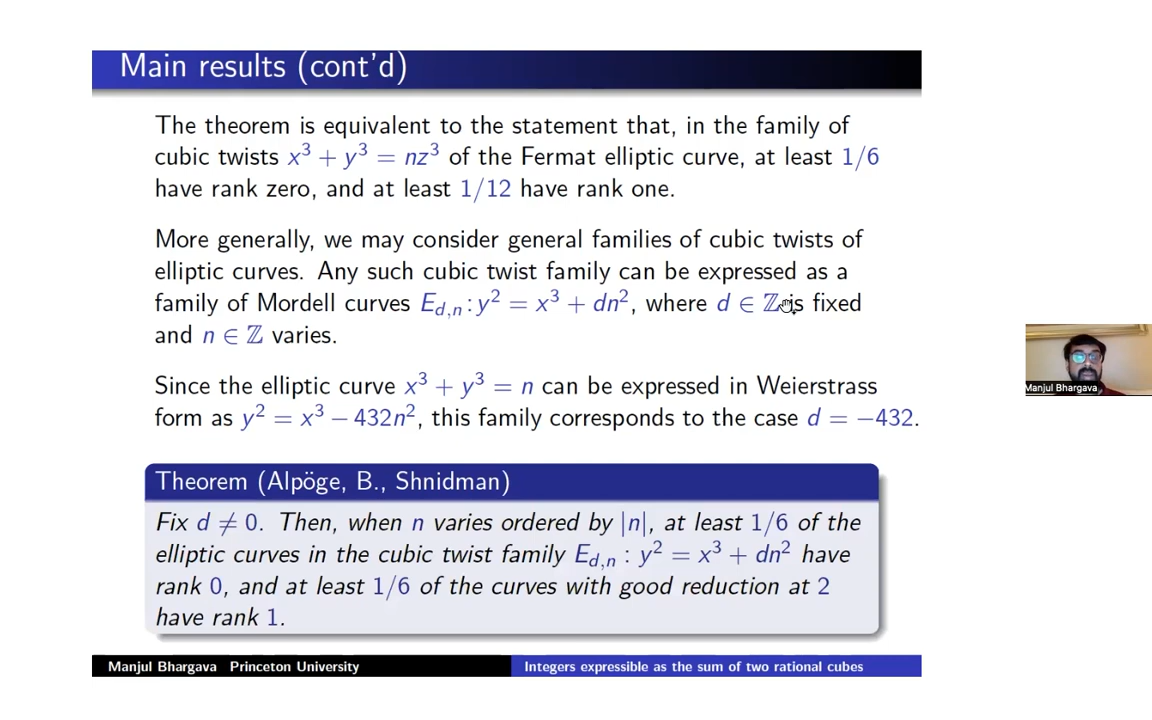 Main results (cont'd)
The theorem is equivalent to the statement that, in the family of
cubic twists x³ + y³ = nz³ of the Fermat elliptic curve, at least 1/6
have rank zero, and at least 1/12 have rank one.
More generally, we may consider general families of cubic twists of
elliptic curves. Any such cubic twist family can be expressed as a
family of Mordell curves E_{d,n} : y² = x³ + dn², where d ∈ ℤ is fixed
and n ∈ ℤ varies.
Since the elliptic curve x³ + y³ = n can be expressed in Weierstrass
form as y² = x³ − 432n², this family corresponds to the case d = −432.
Theorem (Alpöge, B., Shnidman)
Fix d ≠ 0. Then, when n varies ordered by |n|, at least 1/6 of the
elliptic curves in the cubic twist family E_{d,n} : y² = x³ + dn² have
rank 0, and at least 1/6 of the curves with good reduction at 2
have rank 1.
Manjul Bhargava Princeton University
Integers expressible as the sum of two rational cubes
Manjul Bhargava